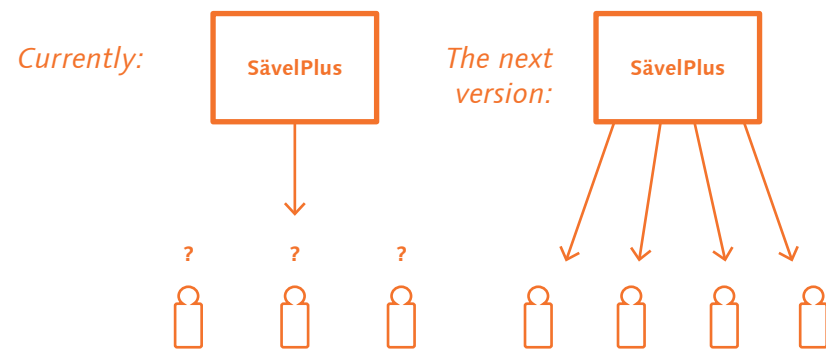 Currently:
SävelPlus
? ? ?
The next
version:
SävelPlus